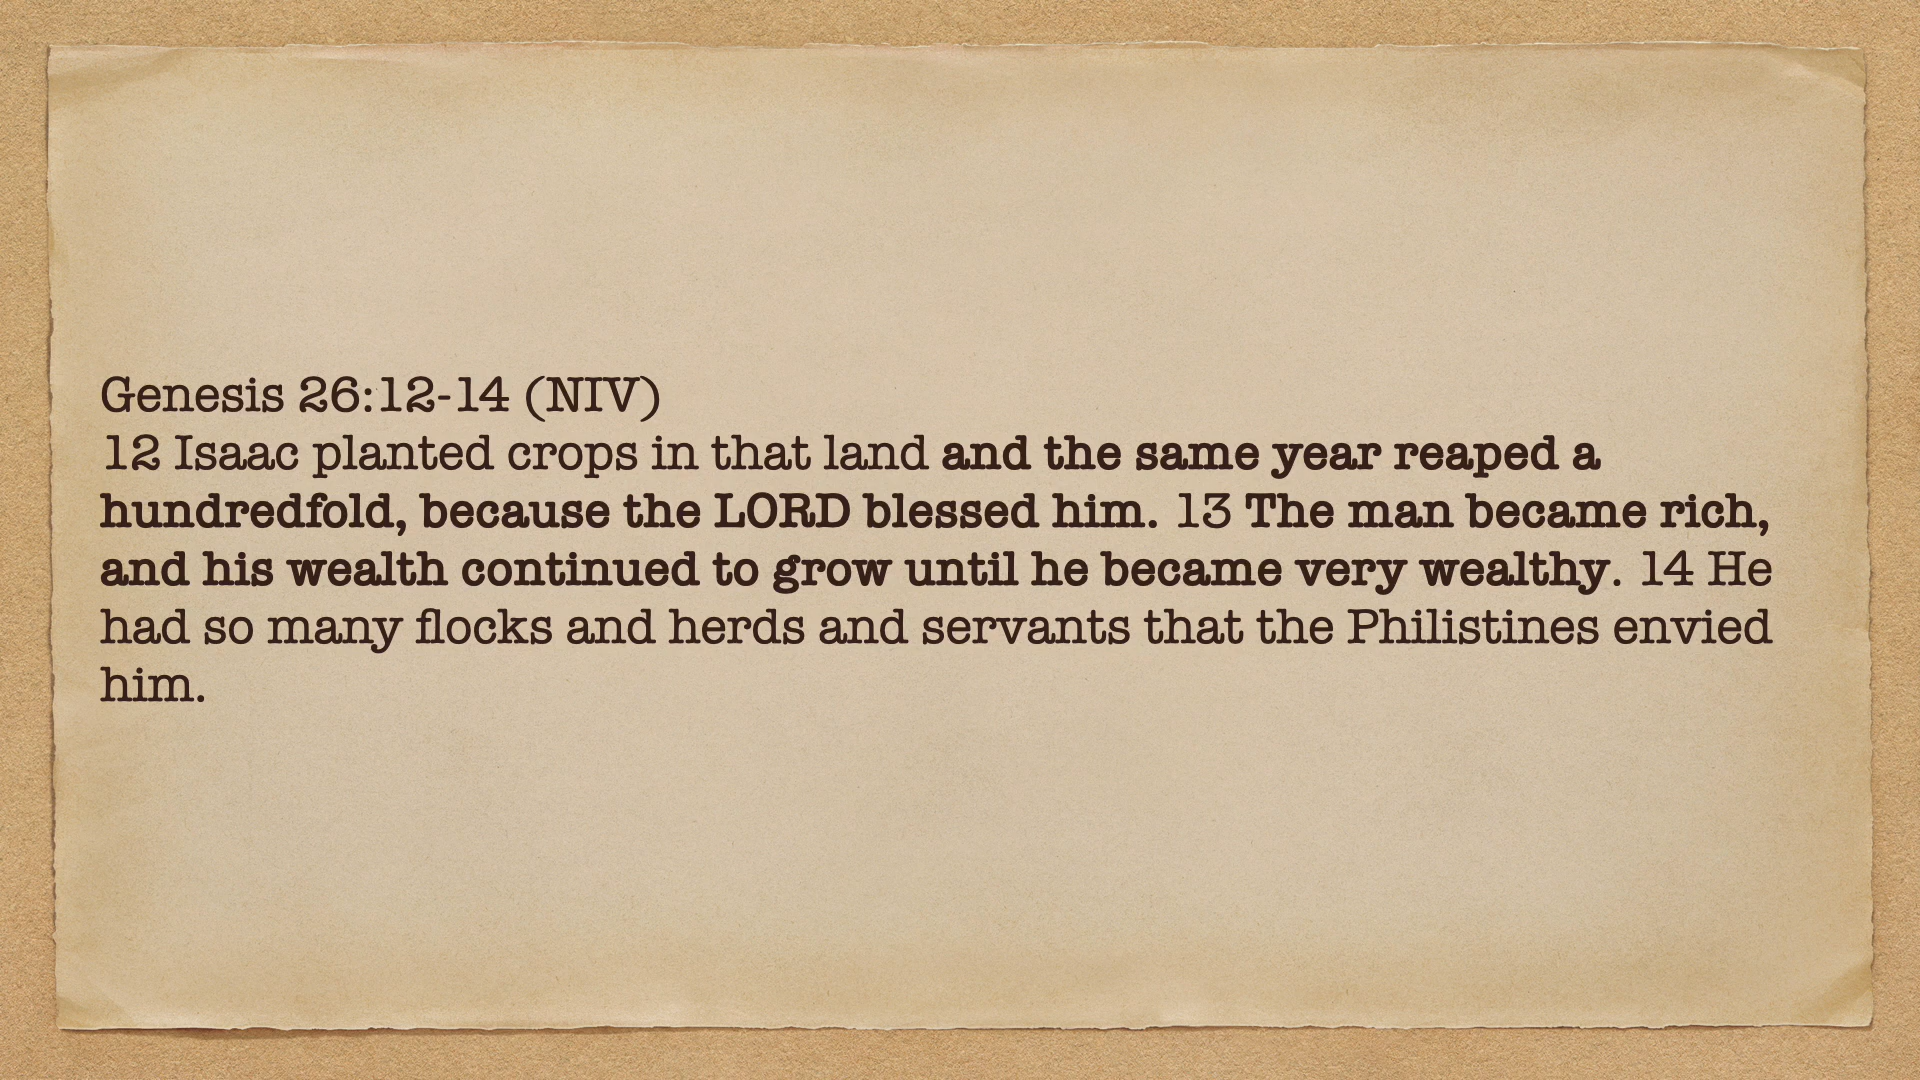 Genesis 26:12-14 (NIV)
12 Isaac planted crops in that land and the same year reaped a
hundredfold, because the LORD blessed him. 13 The man became rich,
and his wealth continued to grow until he became very wealthy. 14 He
had so many flocks and herds and servants that the Philistines envied
him.